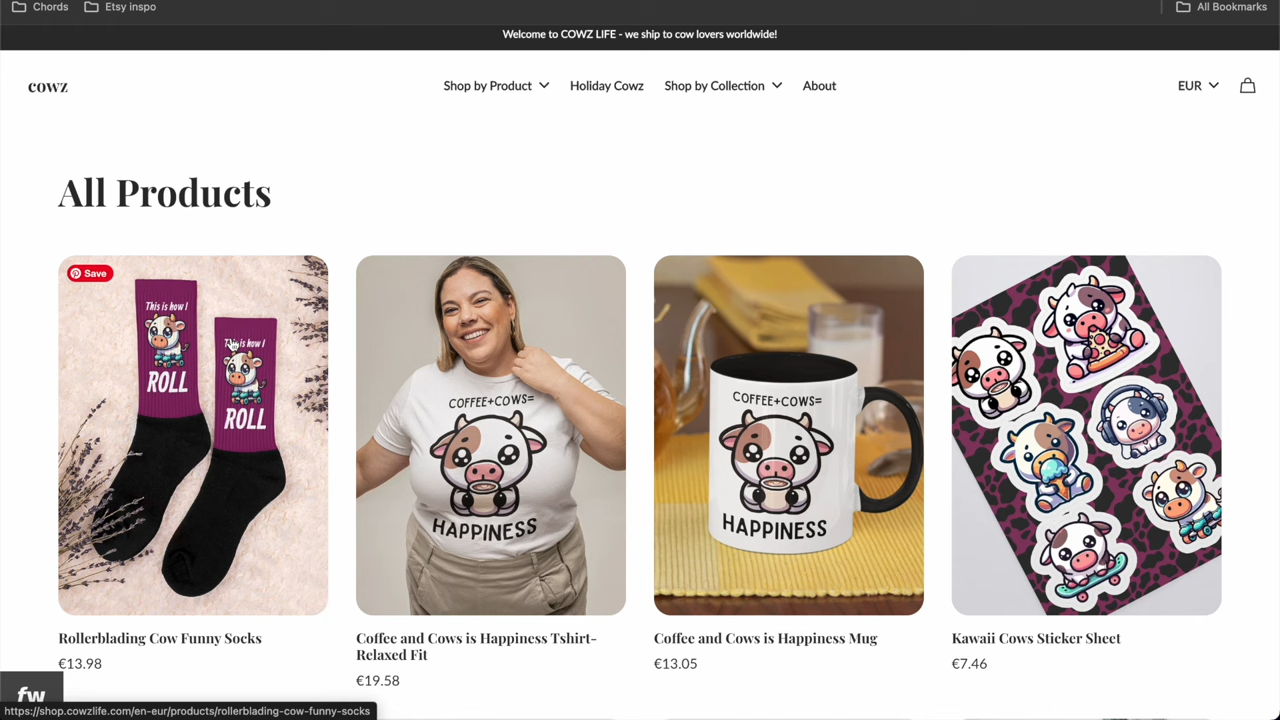 Chords
Etsy inspo
All Bookmarks
Welcome to COWZ LIFE - we ship to cow lovers worldwide!
cowz
Shop by Product
Holiday Cowz
Shop by Collection
About
EUR
All Products
Save
This is how I
ROLL
This is how I
ROLL
COFFEE+COWS=
HAPPINESS
COFFEE+COWS=
HAPPINESS
Rollerblading Cow Funny Socks
€13.98
Coffee and Cows is Happiness Tshirt-
Relaxed Fit
€19.58
Coffee and Cows is Happiness Mug
€13.05
Kawaii Cows Sticker Sheet
€7.46
fw
https://shop.cowzlife.com/en-eur/products/rollerblading-cow-funny-socks